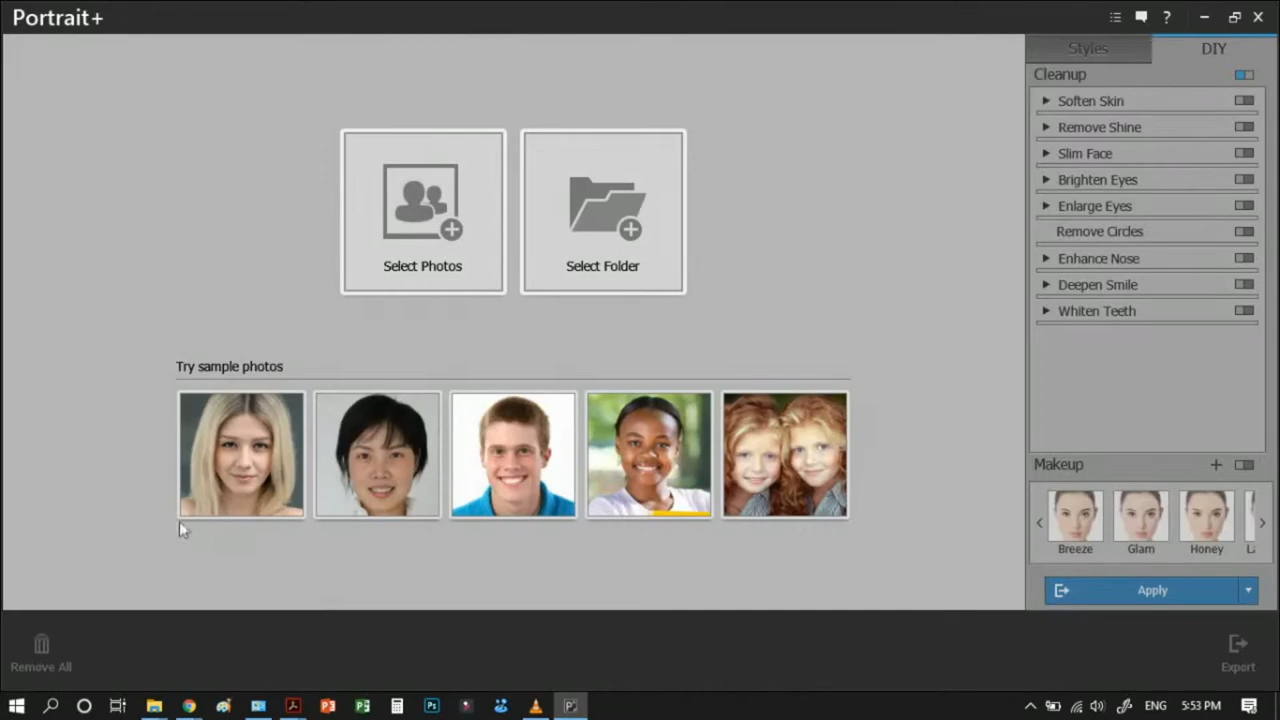 Portrait+
?
Styles
DIY
Cleanup
Soften Skin
Remove Shine
Slim Face
Brighten Eyes
Enlarge Eyes
Remove Circles
Enhance Nose
Deepen Smile
Whiten Teeth
Select Photos
Select Folder
Try sample photos
Makeup
Breeze
Glam
Honey
Apply
Remove All
Export
Ps
ENG
5:53 PM